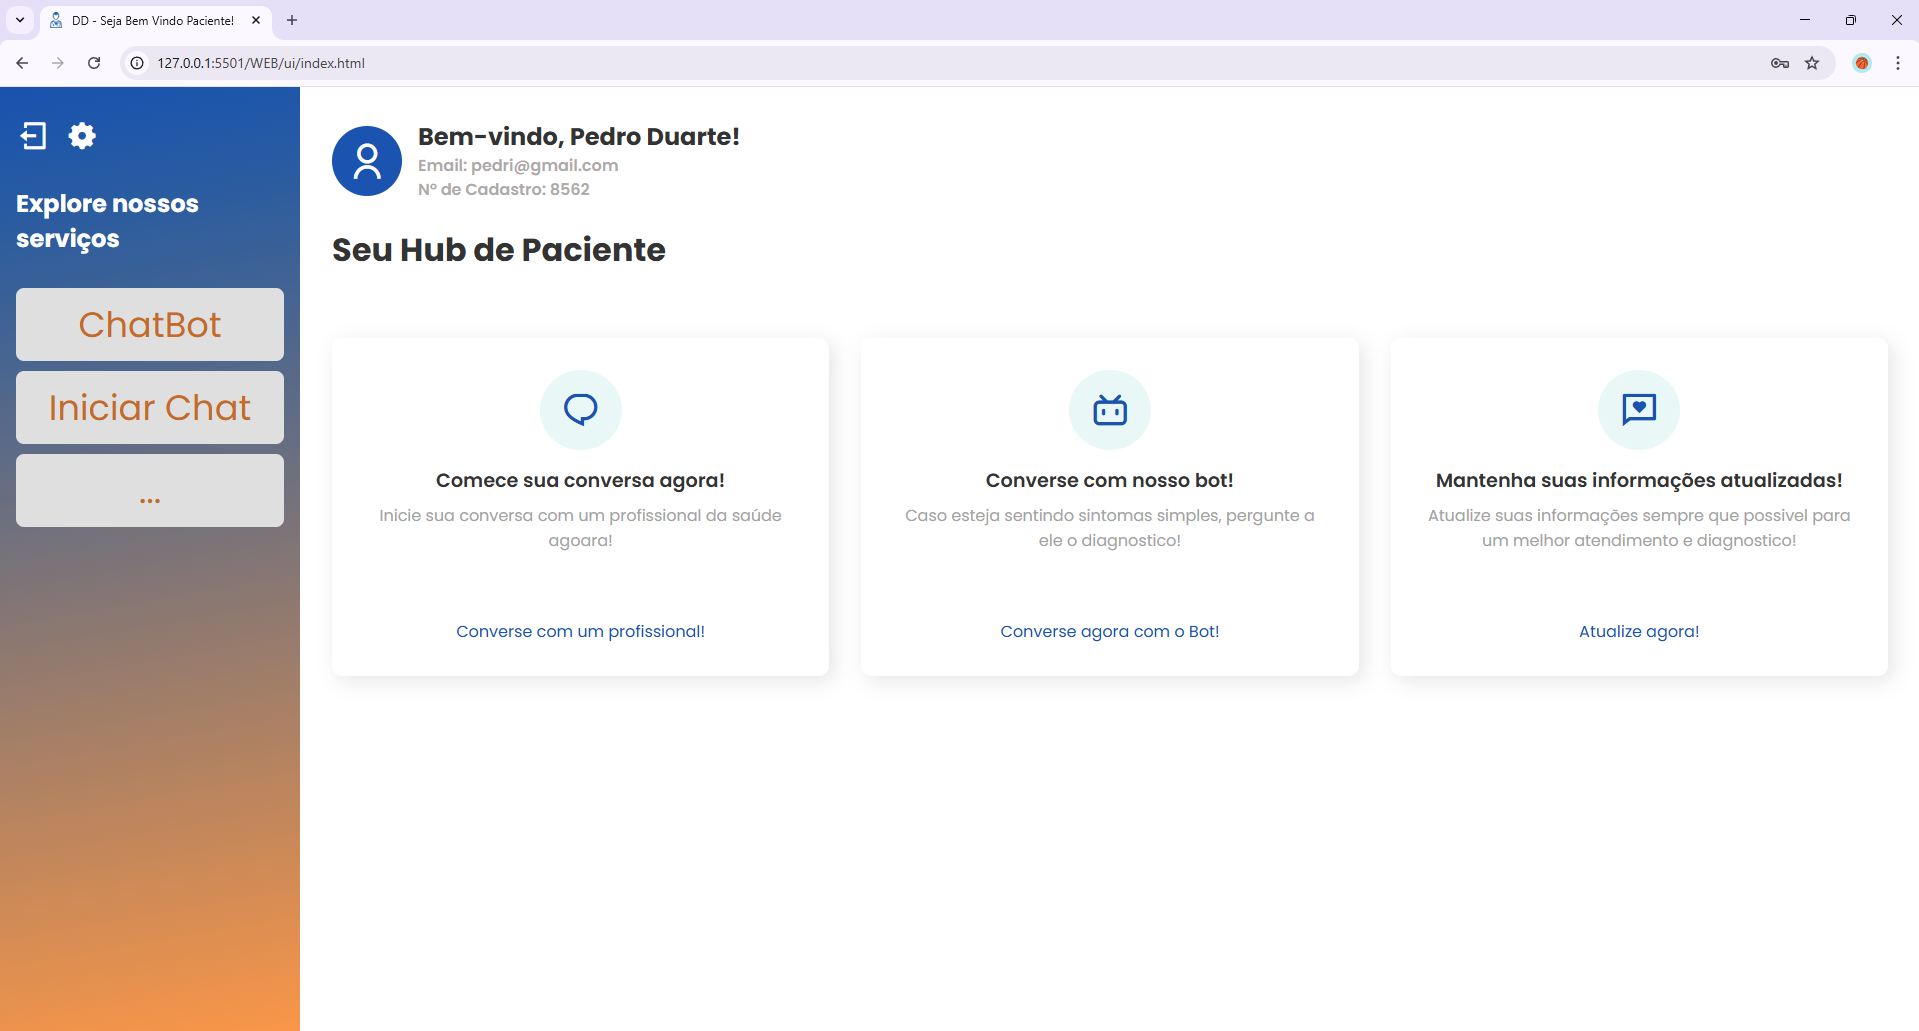 DD - Seja Bem Vindo Paciente!
127.0.0.1:5501/WEB/ui/index.html
Explore nossos
serviços
ChatBot
Iniciar Chat
...
Bem-vindo, Pedro Duarte!
Email: pedri@gmail.com
Nº de Cadastro: 8562
Seu Hub de Paciente
Comece sua conversa agora!
Inicie sua conversa com um profissional da saúde
agoara!
Converse com um profissional!
Converse com nosso bot!
Caso esteja sentindo sintomas simples, pergunte a
ele o diagnostico!
Converse agora com o Bot!
Mantenha suas informações atualizadas!
Atualize suas informações sempre que possivel para
um melhor atendimento e diagnostico!
Atualize agora!